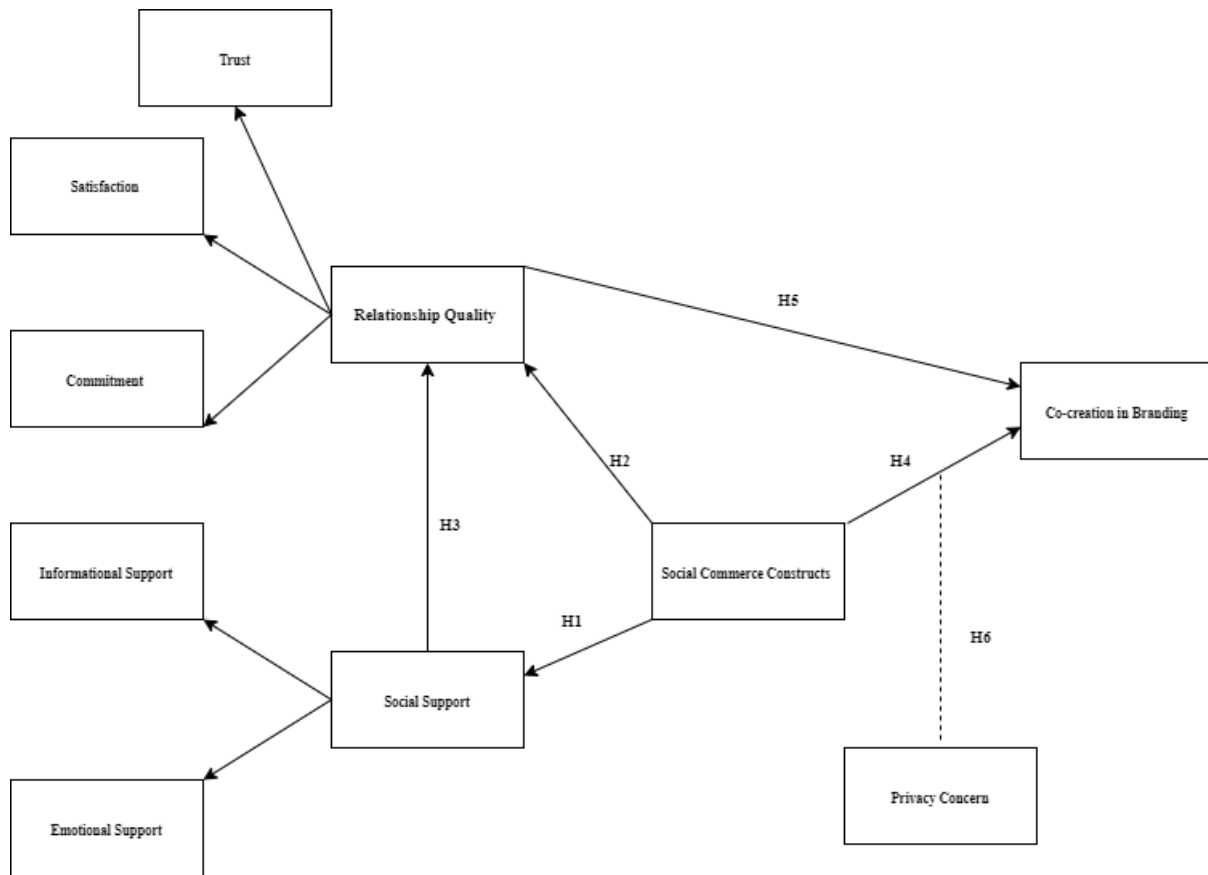 Trust
Satisfaction
Relationship Quality
H5
Commitment
Co-creation in Branding
H2
H4
H3
Informational Support
Social Commerce Constructs
H1
H6
Social Support
Privacy Concern
Emotional Support